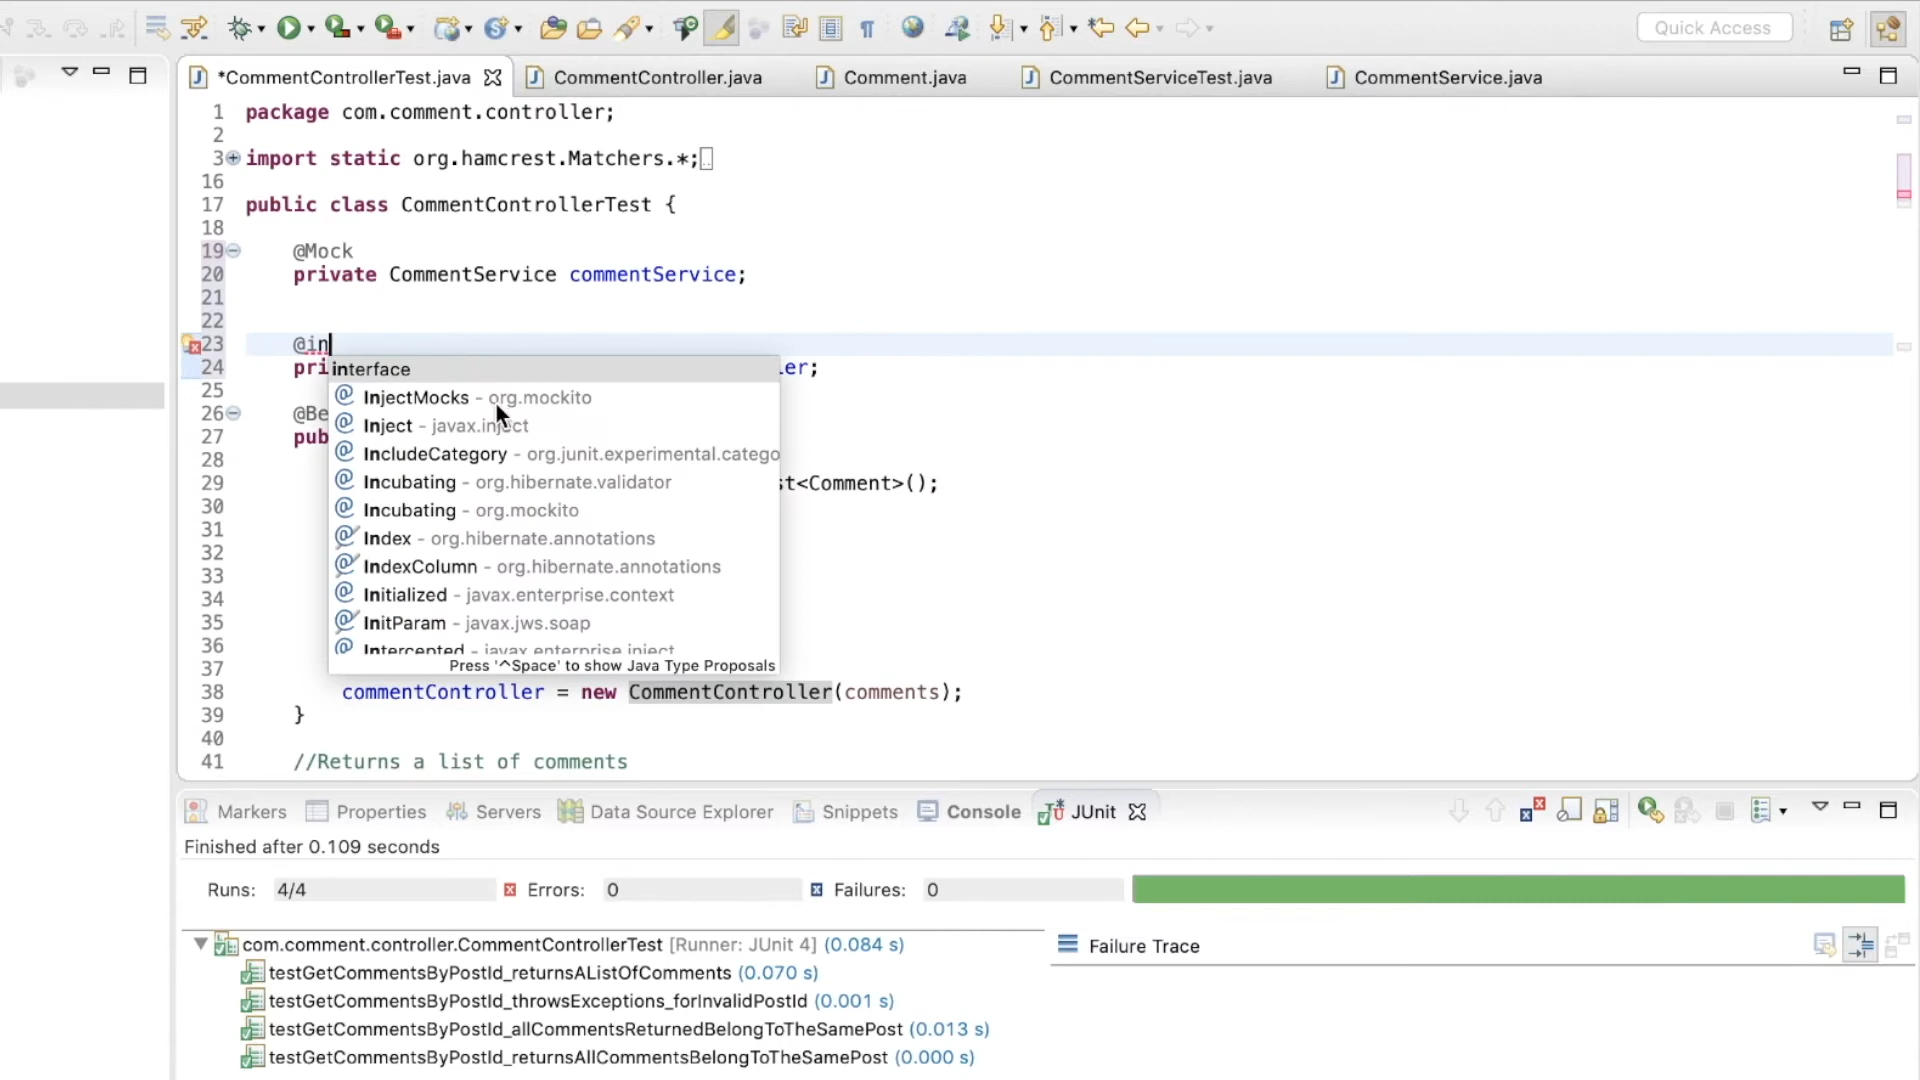 Quick Access
*CommentControllerTest.java
CommentController.java
Comment.java
CommentServiceTest.java
CommentService.java
1 package com.comment.controller;
2
3 import static org.hamcrest.Matchers.*;
16
17 public class CommentControllerTest {
18
19 @Mock
20 private CommentService commentService;
21
22
23 @in
24 pri er;
25
26 @Be
27 pub
28
29 st<Comment>();
30
31
32
33
34
35
36
37
38 commentController = new CommentController(comments);
39 }
40
41 //Returns a list of comments
interface
InjectMocks - org.mockito
Inject - javax.inject
IncludeCategory - org.junit.experimental.catego
Incubating - org.hibernate.validator
Incubating - org.mockito
Index - org.hibernate.annotations
IndexColumn - org.hibernate.annotations
Initialized - javax.enterprise.context
InitParam - javax.jws.soap
Intercepted - javax.enterprise.inject
Press '^Space' to show Java Type Proposals
Markers
Properties
Servers
Data Source Explorer
Snippets
Console
JUnit
Finished after 0.109 seconds
Runs: 4/4
Errors: 0
Failures: 0
com.comment.controller.CommentControllerTest [Runner: JUnit 4] (0.084 s)
testGetCommentsByPostId_returnsAListOfComments (0.070 s)
testGetCommentsByPostId_throwsExceptions_forInvalidPostId (0.001 s)
testGetCommentsByPostId_allCommentsReturnedBelongToTheSamePost (0.013 s)
testGetCommentsByPostId_returnsAllCommentsBelongToTheSamePost (0.000 s)
Failure Trace